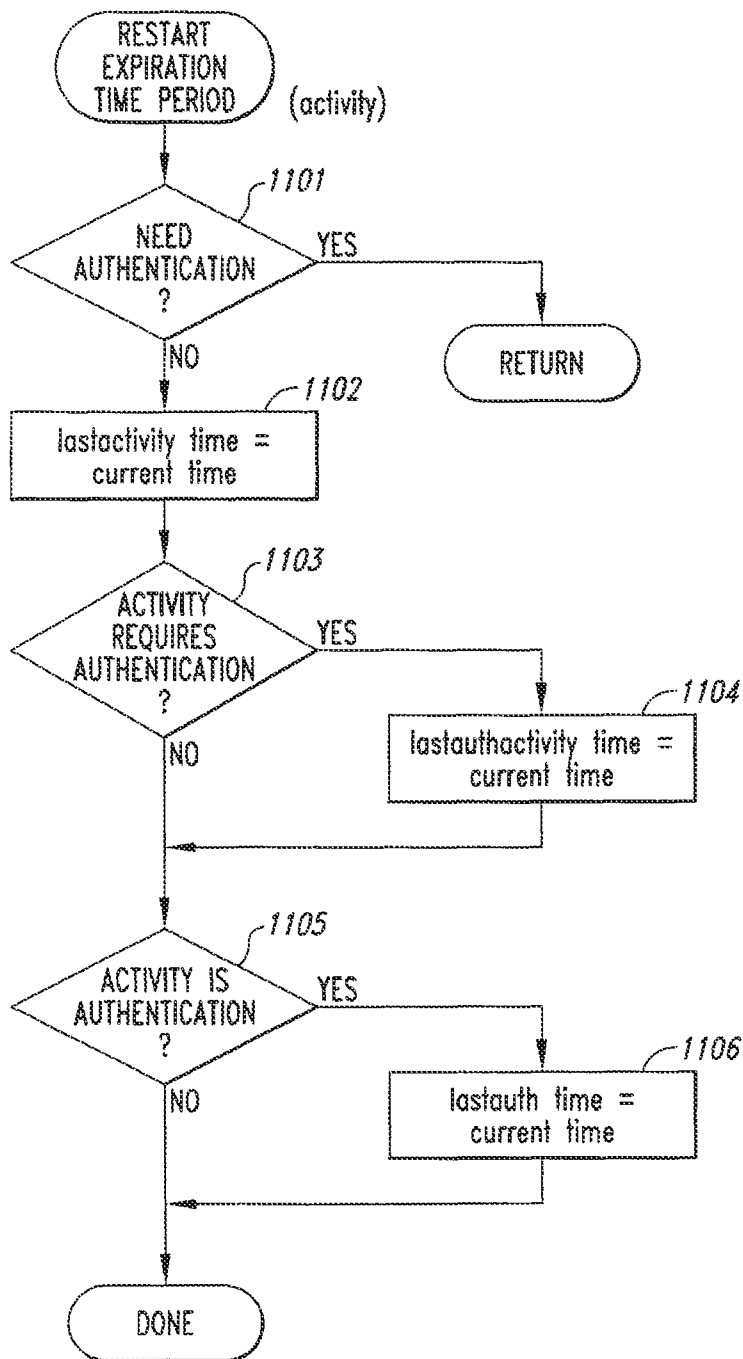 RESTART
EXPIRATION
TIME PERIOD
(activity)
1101
NEED
AUTHENTICATION
?
YES
NO
RETURN
1102
lastactivity time =
current time
1103
ACTIVITY
REQUIRES
AUTHENTICATION
?
YES
NO
1104
lastauthactivity time =
current time
1105
ACTIVITY IS
AUTHENTICATION
?
YES
NO
1106
lastauth time =
current time
DONE